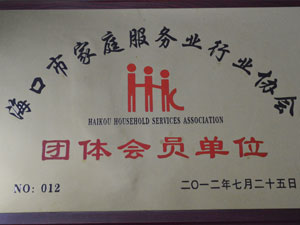 海口市家庭服务业行业协会
HHK
HAIKOU HOUSEHOLD SERVICES ASSOCIATION
团体会员单位
NO: 012
二〇一二年七月二十五日